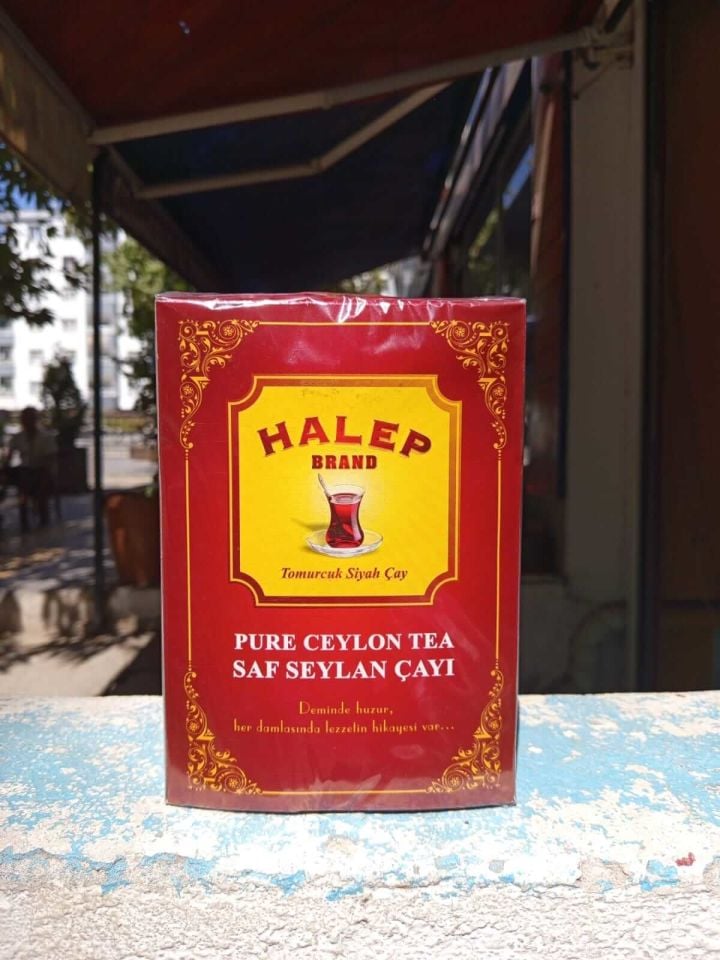 HALEP
BRAND
Tomurcuk Siyah Çay
PURE CEYLON TEA
SAF SEYLAN ÇAYI
Deminde huzur,
her damlasında lezzetin hikayesi var...